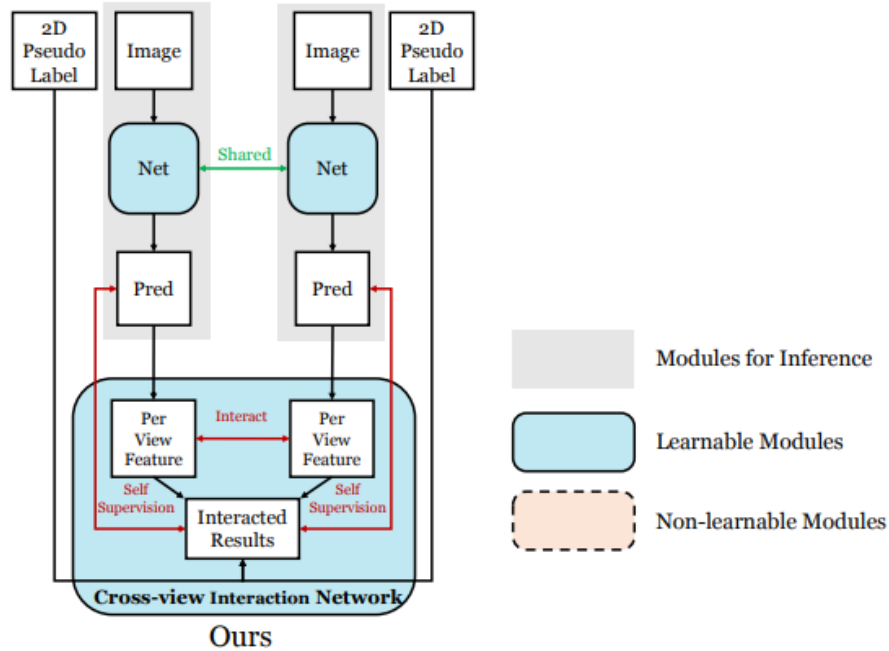 2D
Pseudo
Label
Image
Image
2D
Pseudo
Label
Net
Shared
Net
Pred
Pred
Modules for Inference
Per
View
Feature
Interact
Per
View
Feature
Learnable Modules
Self
Supervision
Self
Supervision
Interacted
Results
Non-learnable Modules
Cross-view Interaction Network
Ours